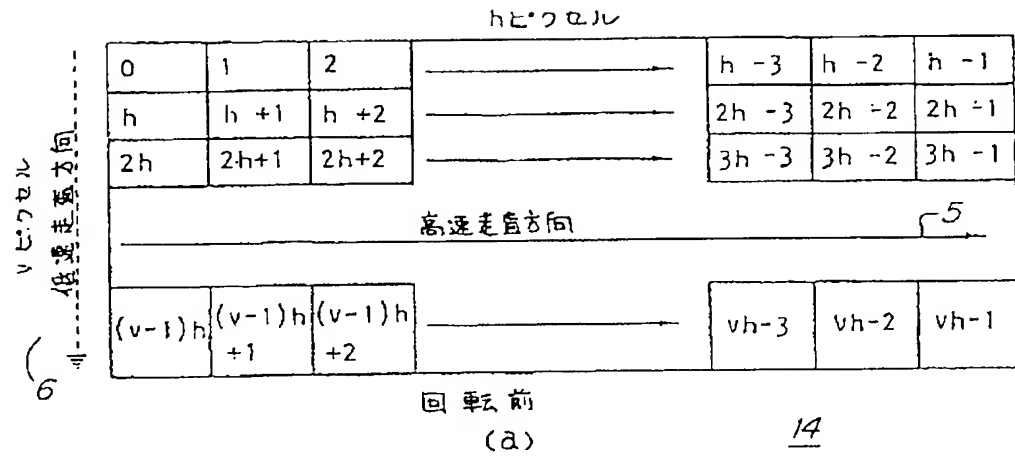 hピクセル
0 1 2 h-3 h-2 h-1
h h+1 h+2 2h-3 2h-2 2h-1
2h 2h+1 2h+2 3h-3 3h-2 3h-1
vピクセル
低速走査方向
高速走査方向
5
(v-1)h (v-1)h+1 (v-1)h+2 vh-3 vh-2 vh-1
6
回転前
(a)
14